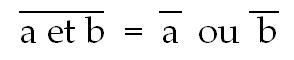 a et b = a ou b